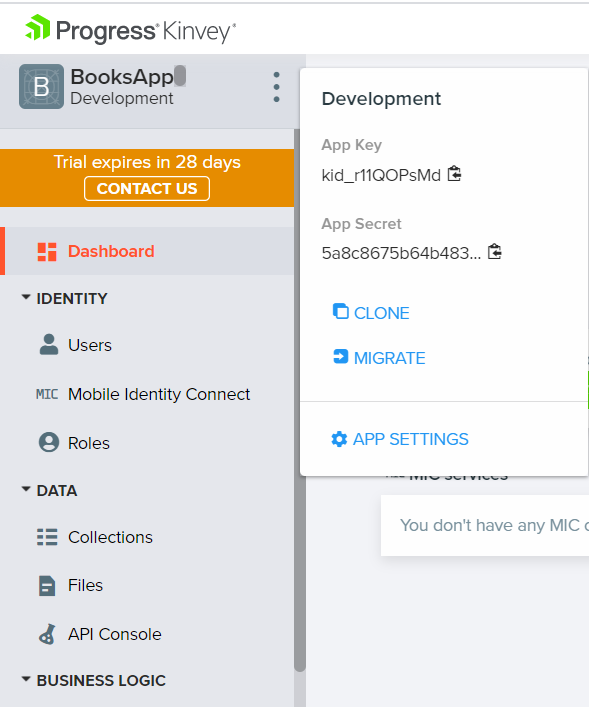 Progress Kinvey
B
BooksApp
Development
Trial expires in 28 days
CONTACT US
Dashboard
IDENTITY
Users
MIC Mobile Identity Connect
Roles
DATA
Collections
Files
API Console
BUSINESS LOGIC
Development
App Key
kid_r11QOPsMd
App Secret
5a8c8675b64b483...
CLONE
MIGRATE
APP SETTINGS
MIC services
You don't have any MIC